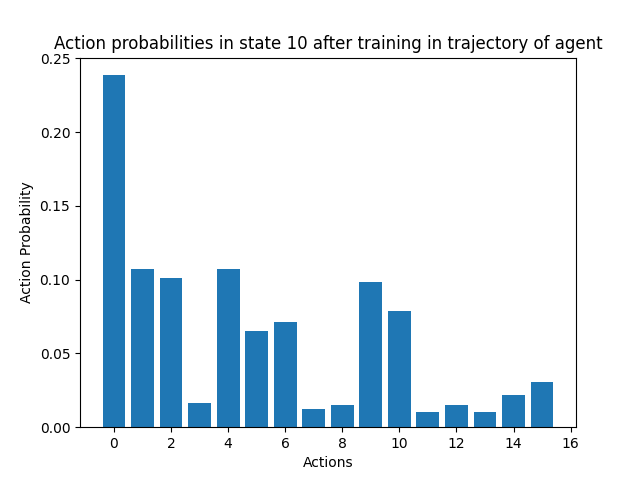 Action probabilities in state 10 after training in trajectory of agent
0.25
0.20
0.15
0.10
0.05
0.00
Action Probability
0 2 4 6 8 10 12 14 16
Actions